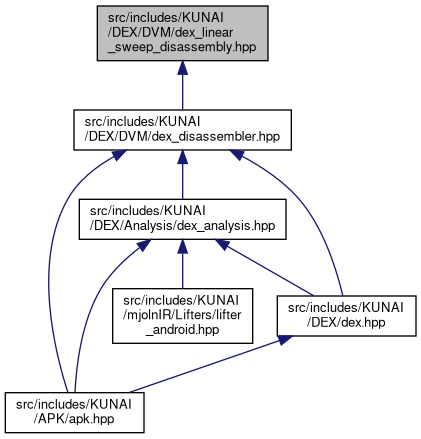 src/includes/KUNAI
/DEX/DVM/dex_linear
_sweep_disassembly.hpp
src/includes/KUNAI
/DEX/DVM/dex_disassembler.hpp
src/includes/KUNAI
/DEX/Analysis/dex_analysis.hpp
src/includes/KUNAI
/mjolnIR/Lifters/lifter
_android.hpp
src/includes/KUNAI
/DEX/dex.hpp
src/includes/KUNAI
/APK/apk.hpp